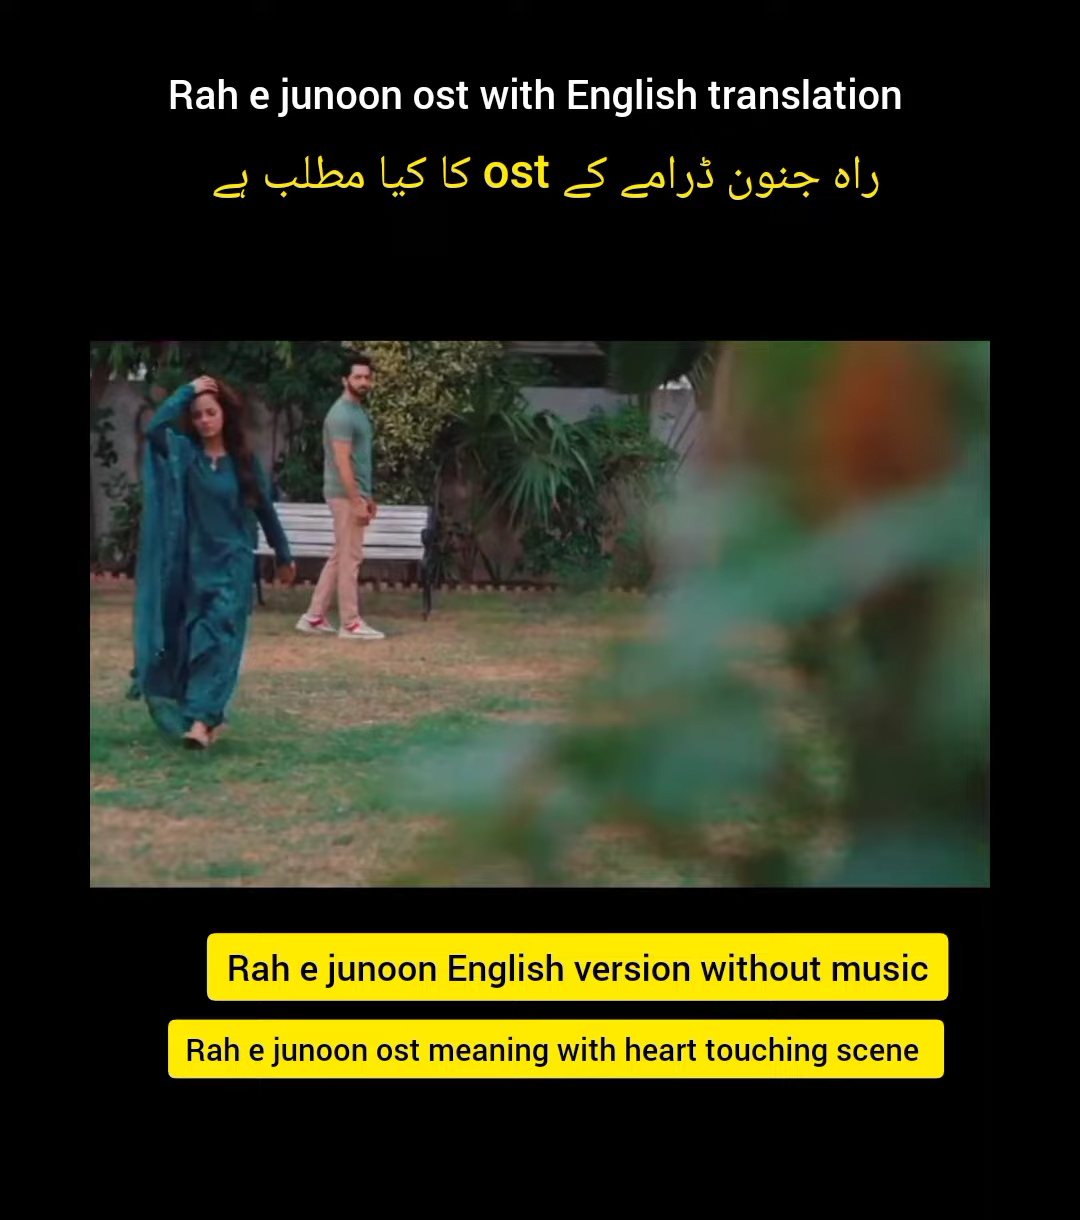 Rah e junoon ost with English translation
راہ جنون ڈرامے کے ost کا کیا مطلب ہے
Rah e junoon English version without music
Rah e junoon ost meaning with heart touching scene